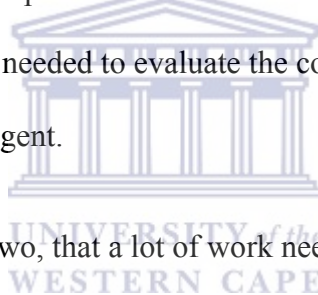 needed to evaluate the co
gent.
UNIVERSITY of the
wo, that a lot of work nee
WESTERN CAPE